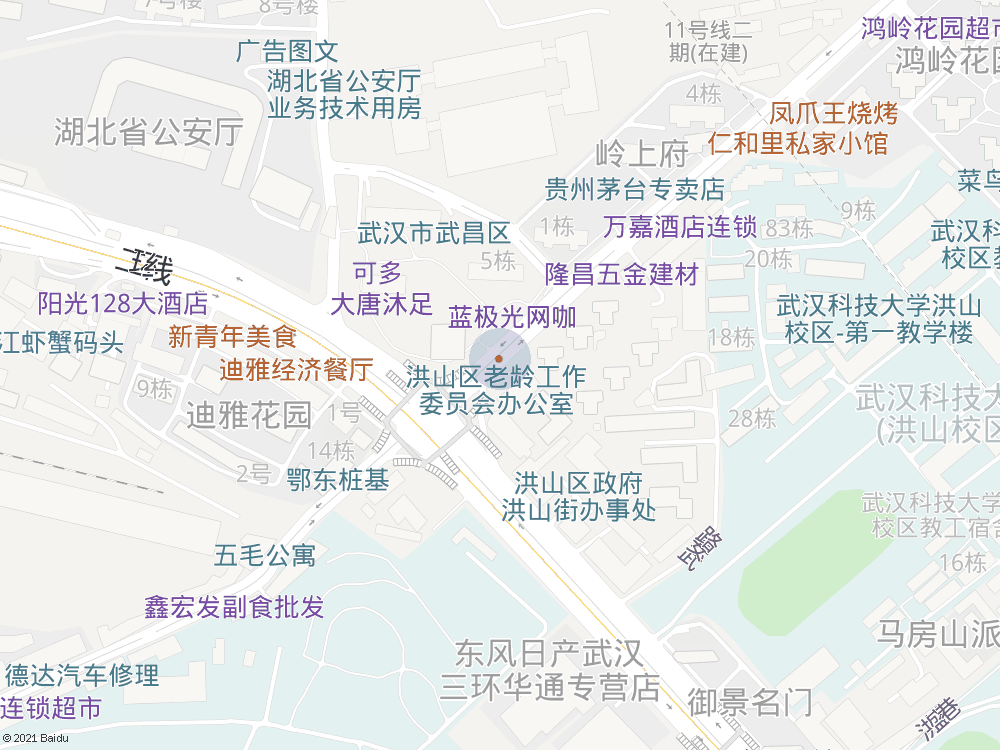 7号楼
8号楼
11号线二
期(在建)
鸿岭花园超市
鸿岭花园
广告图文
湖北省公安厅
业务技术用房
4栋
凤爪王烧烤
湖北省公安厅
仁和里私家小馆
岭上府
贵州茅台专卖店
菜鸟
9栋
1栋
万嘉酒店连锁
83栋
武汉市武昌区
武汉科
校区教
5栋
20栋
可多
大唐沐足
隆昌五金建材
阳光128大酒店
武汉科技大学洪山
校区-第一教学楼
蓝极光网咖
新青年美食
18栋
江虾蟹码头
迪雅经济餐厅
洪山区老龄工作
委员会办公室
9栋
武汉科技大
(洪山校区
迪雅花园
1号
28栋
14栋
2号
鄂东桩基
洪山区政府
洪山街办事处
武汉科技大学
校区教工宿舍
五毛公寓
16栋
鑫宏发副食批发
马房山派
东风日产武汉
三环华通专营店
德达汽车修理
御景名门
连锁超市
© 2021 Baidu